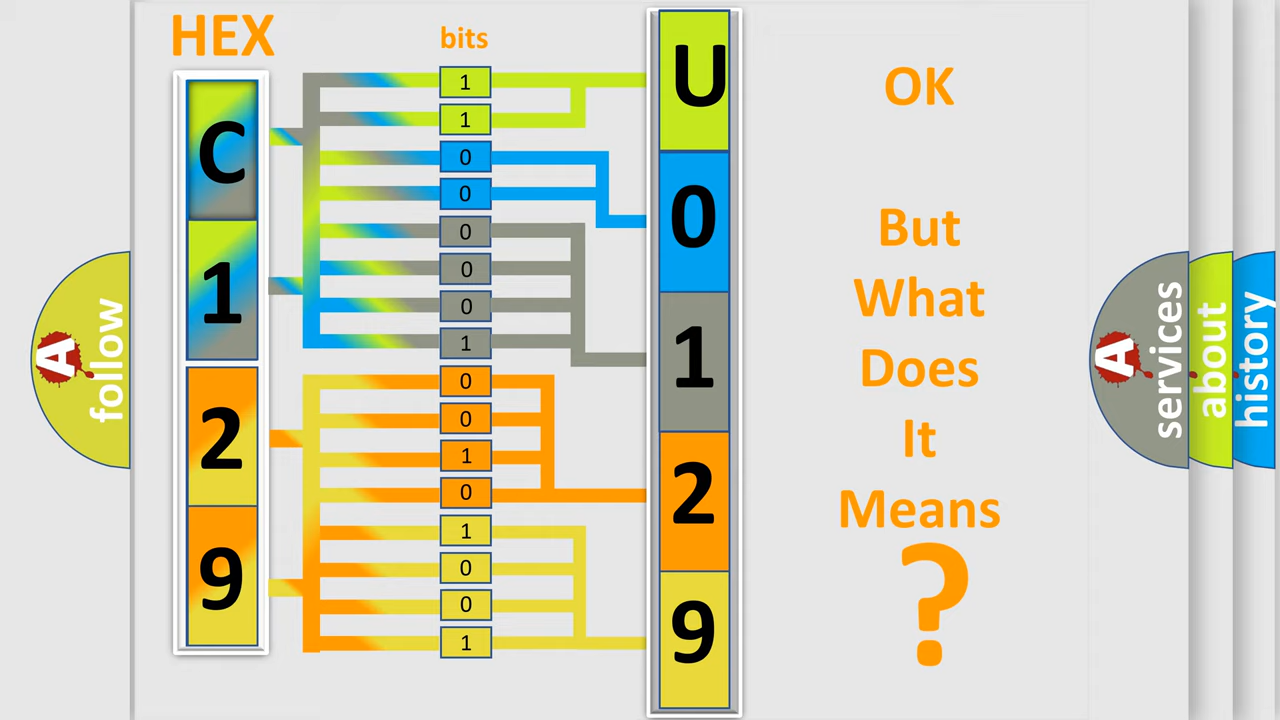 HEX
bits
C
1
2
9
1
1
0
0
0
0
0
1
0
0
1
0
1
0
0
1
U
0
1
2
9
OK
But
What
Does
It
Means
?
A
follow
A
services
about
history